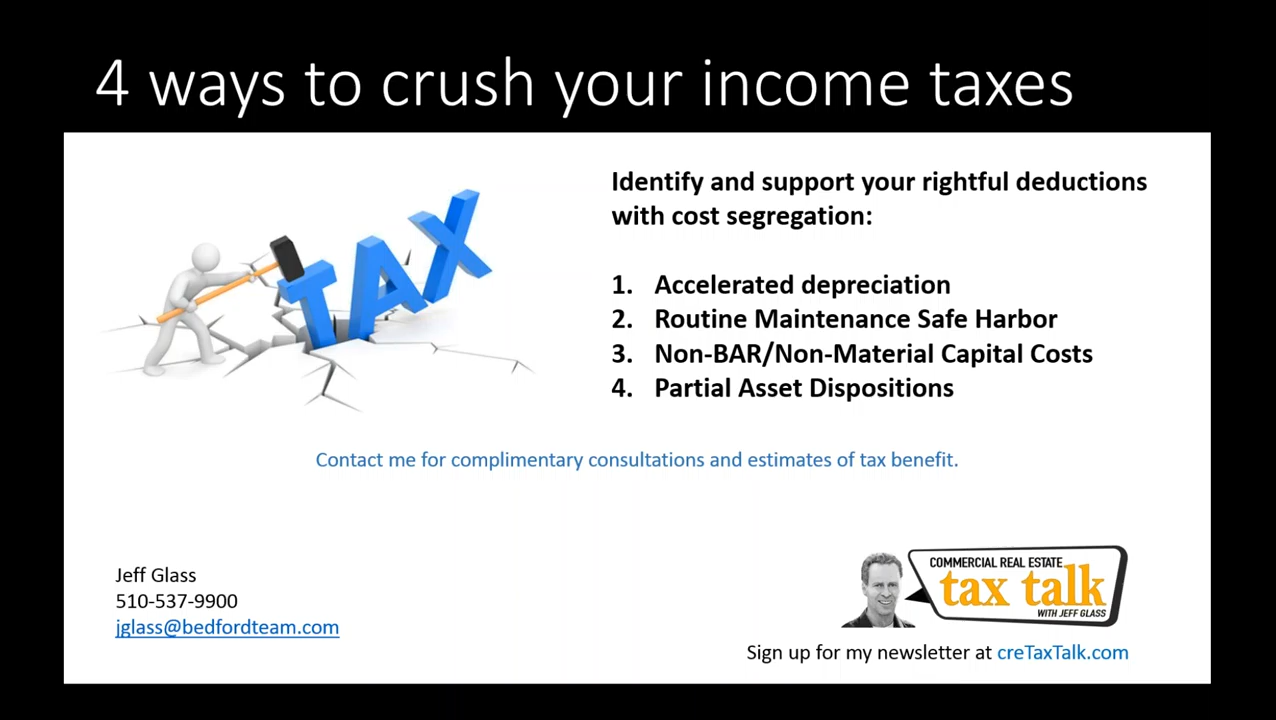 4 ways to crush your income taxes
TAX
Identify and support your rightful deductions
with cost segregation:
1. Accelerated depreciation
2. Routine Maintenance Safe Harbor
3. Non-BAR/Non-Material Capital Costs
4. Partial Asset Dispositions
Contact me for complimentary consultations and estimates of tax benefit.
Jeff Glass
510-537-9900
jglass@bedfordteam.com
COMMERCIAL REAL ESTATE
tax talk
WITH JEFF GLASS
Sign up for my newsletter at creTaxTalk.com